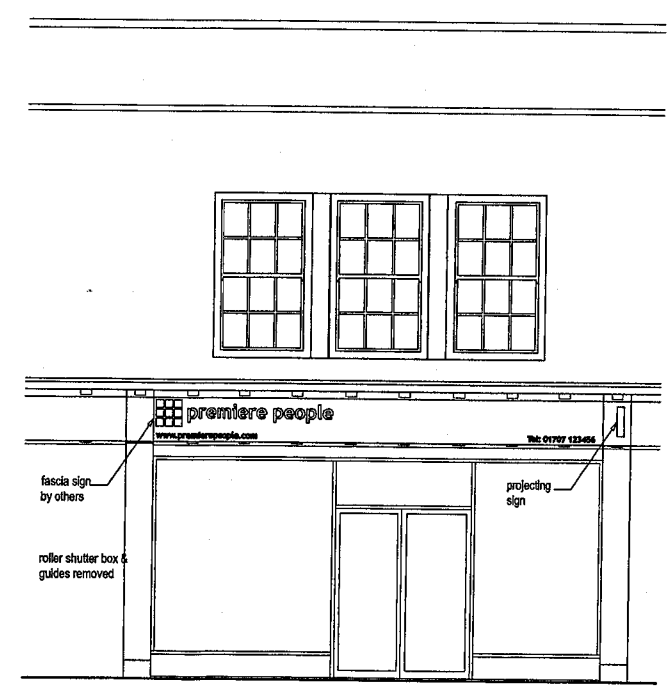 premiere people
www.premierepeople.com
Tel: 01707 123456
fascia sign
by others
projecting
sign
roller shutter box &
guides removed